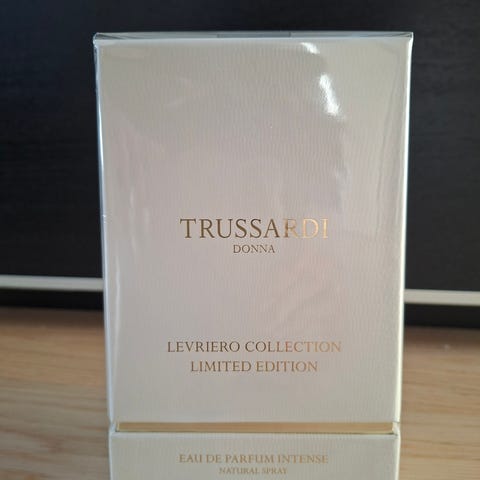 TRUSSARDI
DONNA
LEVRIERO COLLECTION
LIMITED EDITION
EAU DE PARFUM INTENSE
NATURAL SPRAY